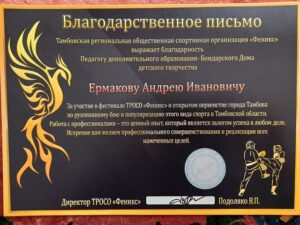 Благодарственное письмо
Тамбовская региональная общественная спортивная организация «Феникс»
выражает благодарность
Педагогу дополнительного образования- Бондарского Дома
детского творчества
Ермакову Андрею Ивановичу
За участие в фестивале ТРОСО «Феникс» и открытом первенстве города Тамбова
по рукопашному бою и популяризацию этого вида спорта в Тамбовской области.
Работа с профессионалами – это ценный опыт, который является залогом успеха в любом деле.
Искренне вам желаем профессионального совершенствования и реализации всех
намеченных целей.
Директор ТРОСО «Феникс»
Подоляко В.П.